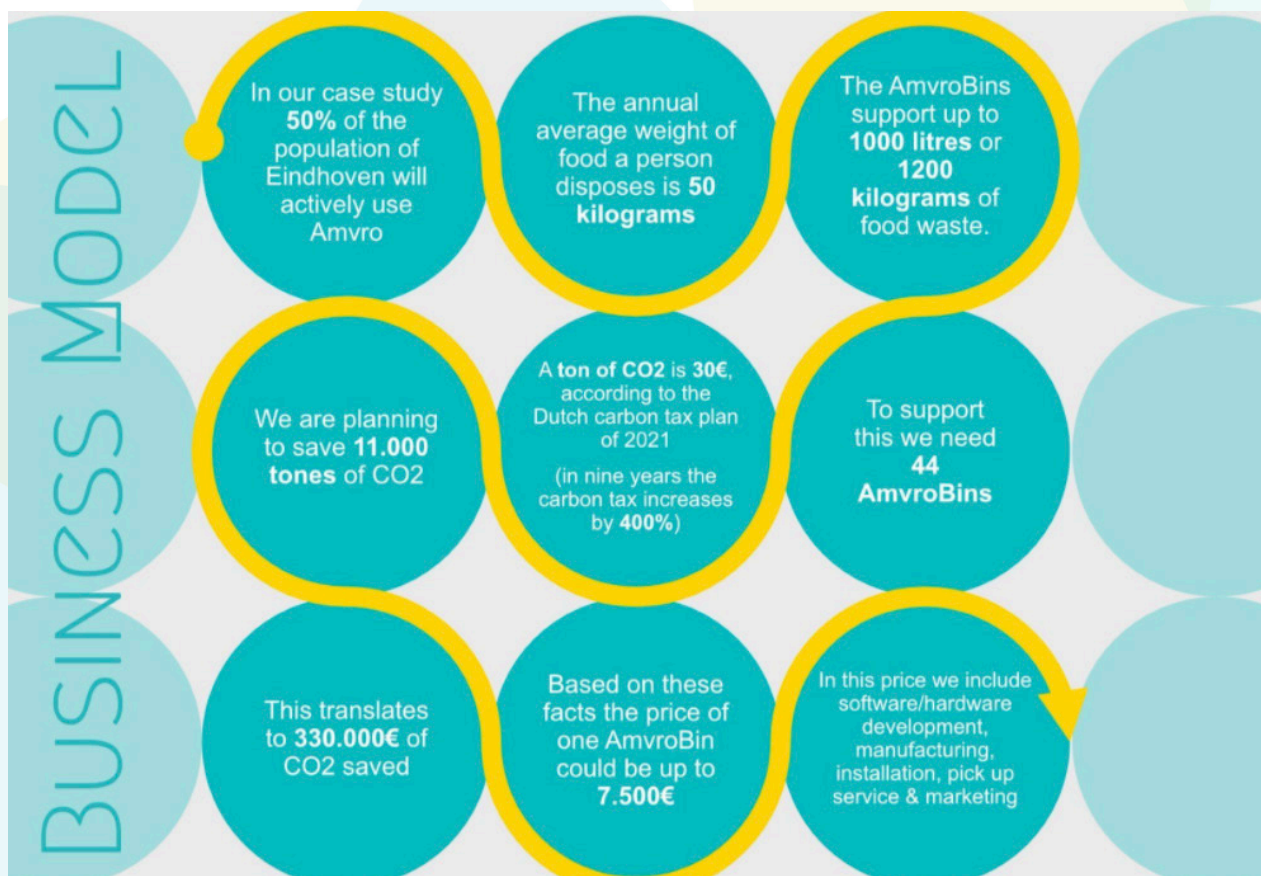 Business Model
In our case study
50% of the
population of
Eindhoven will
actively use
Amvro
The annual
average weight of
food a person
disposes is 50
kilograms
The AmvroBins
support up to
1000 litres or
1200
kilograms of
food waste.
To support
this we need
44
AmvroBins
A ton of CO2 is 30€,
according to the
Dutch carbon tax plan
of 2021
(in nine years the
carbon tax increases
by 400%)
We are planning
to save 11.000
tones of CO2
This translates
to 330.000€ of
CO2 saved
Based on these
facts the price of
one AmvroBin
could be up to
7.500€
In this price we include
software/hardware
development,
manufacturing,
installation, pick up
service & marketing